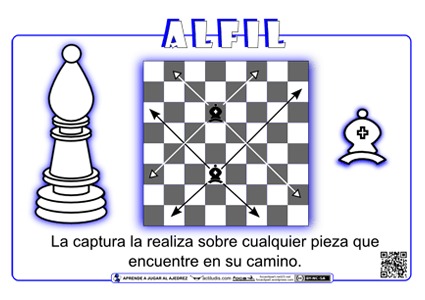 ALFIL
La captura la realiza sobre cualquier pieza que
encuentre en su camino.
APRENDE A JUGAR AL AJEDREZ